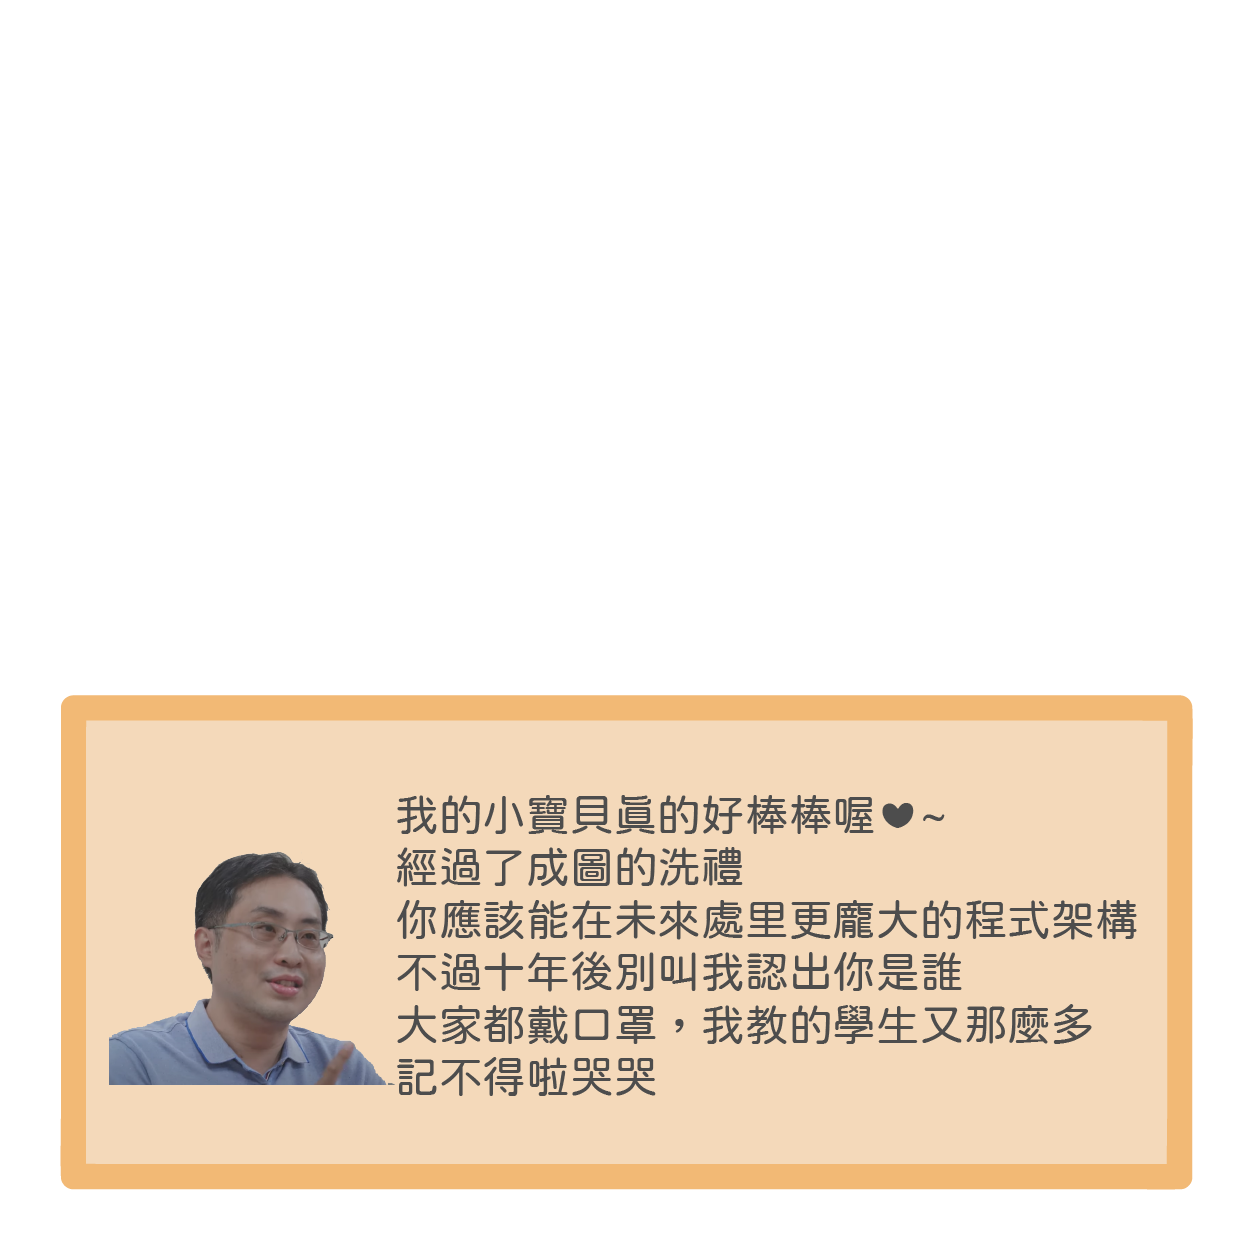 我的小寶貝真的好棒棒喔♥~
經過了成圖的洗禮
你應該能在未來處里更龐大的程式架構
不過十年後別叫我認出你是誰
大家都戴口罩，我教的學生又那麼多
記不得啦哭哭